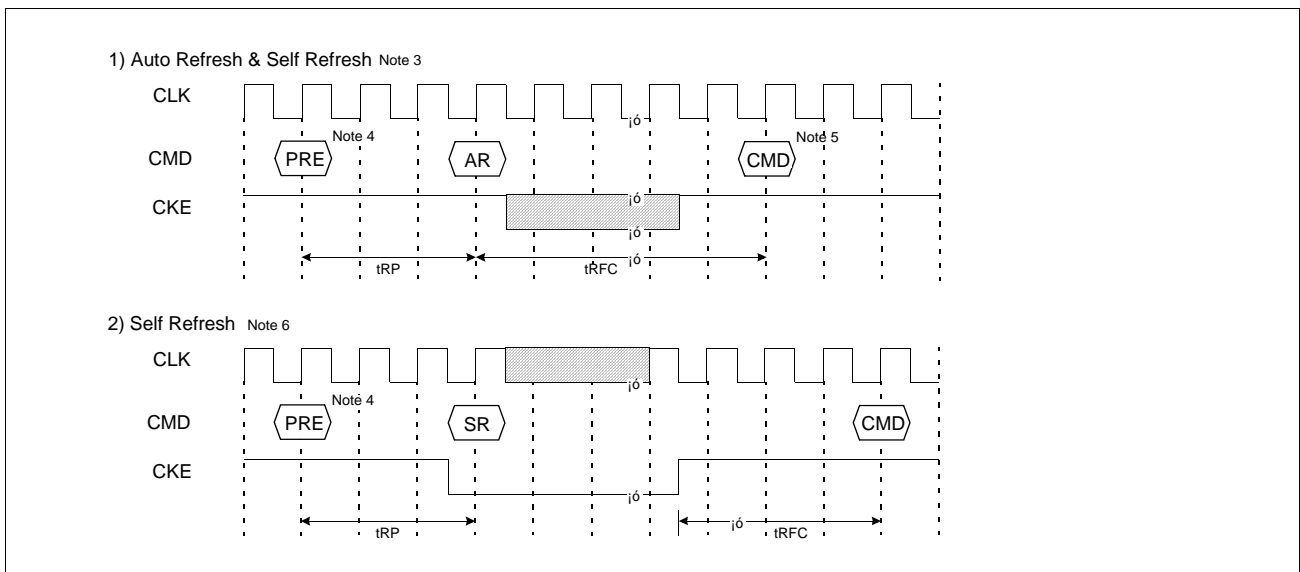 1) Auto Refresh & Self Refresh Note 3
CLK
¡ó
CMD
PRE
Note 4
AR
CMD
Note 5
CKE
¡ó
¡ó
tRP
tRFC
¡ó
2) Self Refresh Note 6
CLK
¡ó
CMD
PRE
Note 4
SR
CMD
CKE
¡ó
tRP
¡ó
tRFC